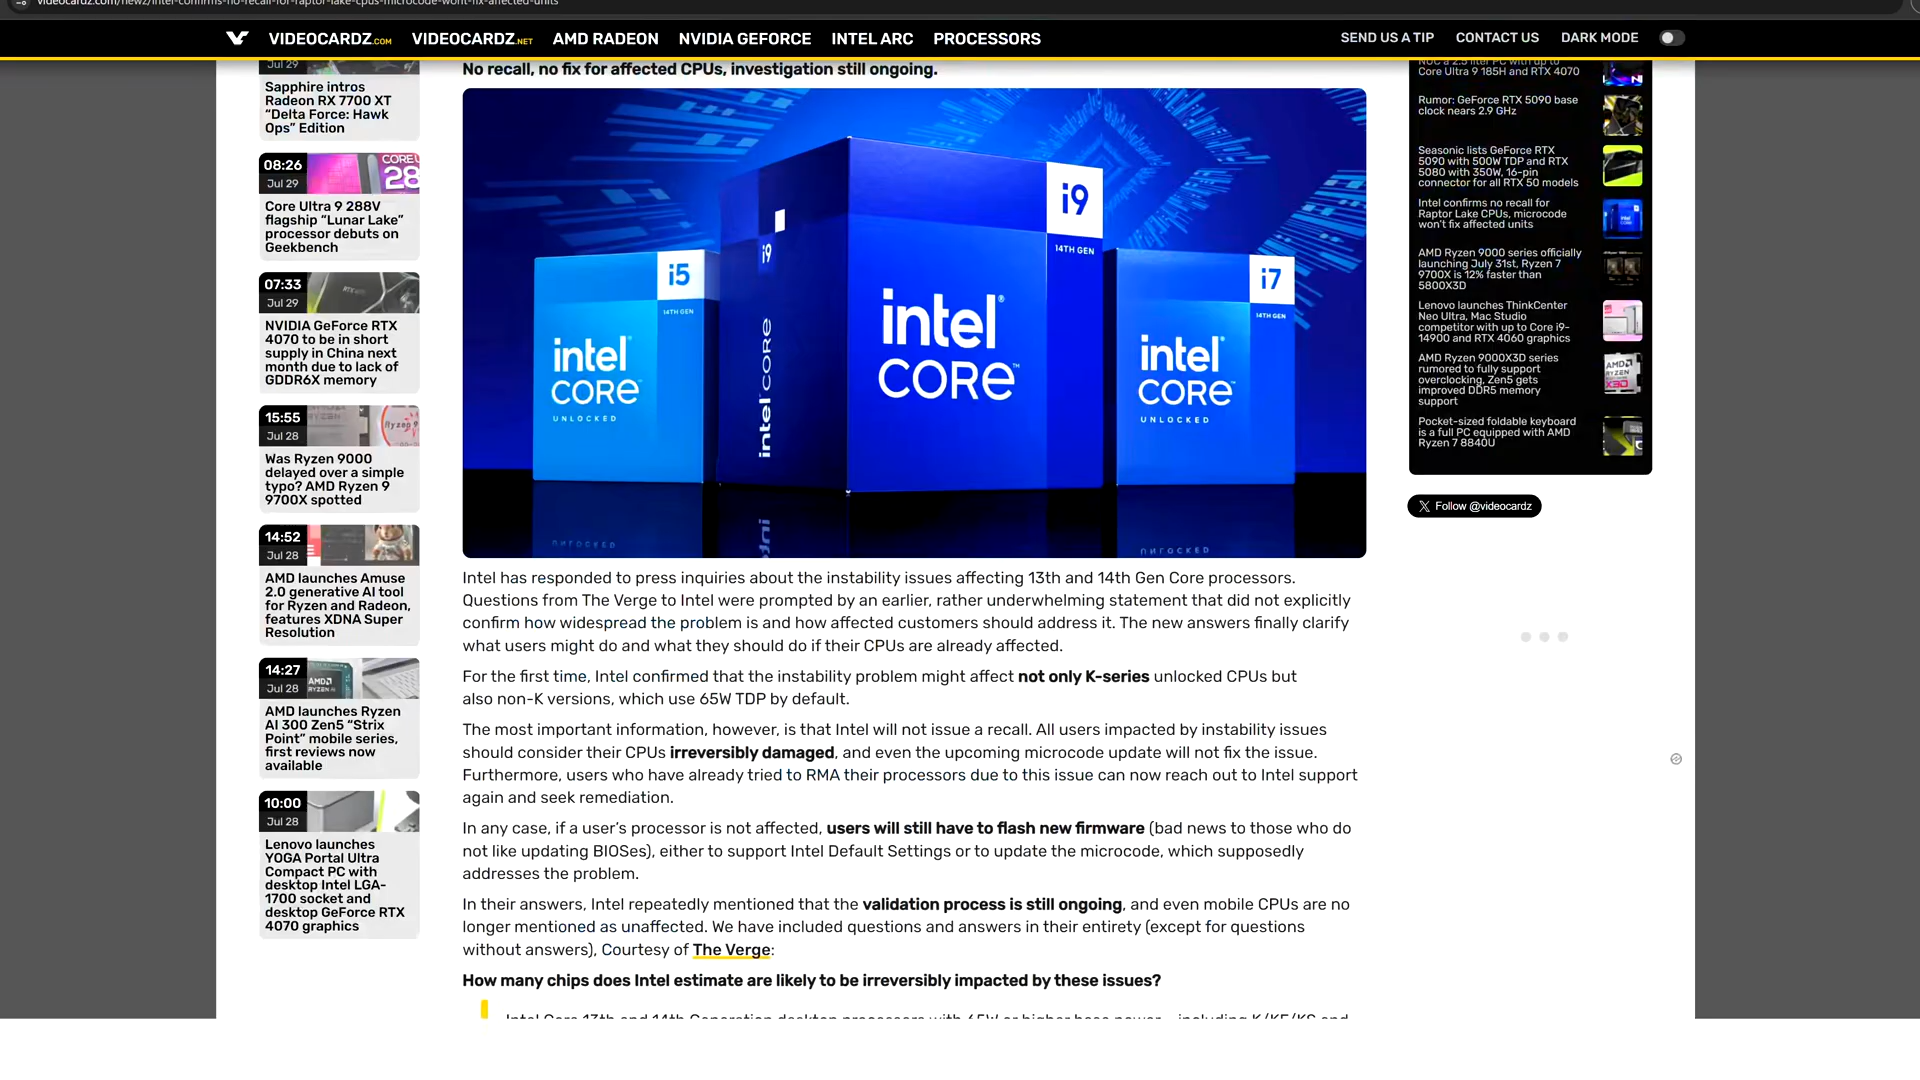 videocardz.com/newz/intel-confirms-no-recall-for-raptor-lake-cpus-microcode-wont-fix-affected-units
VIDEOCARDZ.COM
VIDEOCARDZ.NET
AMD RADEON
NVIDIA GEFORCE
INTEL ARC
PROCESSORS
SEND US A TIP
CONTACT US
DARK MODE
Jul 29
Sapphire intros
Radeon RX 7700 XT
“Delta Force: Hawk
Ops” Edition
08:26
Jul 29
CORE U
28
Core Ultra 9 288V
flagship “Lunar Lake”
processor debuts on
Geekbench
07:33
Jul 29
RTX
NVIDIA GeForce RTX
4070 to be in short
supply in China next
month due to lack of
GDDR6X memory
15:55
Jul 28
Ryzen 9
Was Ryzen 9000
delayed over a simple
typo? AMD Ryzen 9
9700X spotted
14:52
Jul 28
AMD launches Amuse
2.0 generative AI tool
for Ryzen and Radeon,
features XDNA Super
Resolution
14:27
Jul 28
AMD
RYZEN AI
AMD launches Ryzen
AI 300 Zen5 “Strix
Point” mobile series,
first reviews now
available
10:00
Jul 28
Lenovo launches
YOGA Portal Ultra
Compact PC with
desktop Intel LGA-
1700 socket and
desktop GeForce RTX
4070 graphics
No recall, no fix for affected CPUs, investigation still ongoing.
i5
14TH GEN
intel®
CORE™
UNLOCKED
i9
intel CORE
i9
14TH GEN
intel®
CORE™
i7
14TH GEN
intel®
CORE™
UNLOCKED
Intel has responded to press inquiries about the instability issues affecting 13th and 14th Gen Core processors.
Questions from The Verge to Intel were prompted by an earlier, rather underwhelming statement that did not explicitly
confirm how widespread the problem is and how affected customers should address it. The new answers finally clarify
what users might do and what they should do if their CPUs are already affected.
For the first time, Intel confirmed that the instability problem might affect not only K-series unlocked CPUs but
also non-K versions, which use 65W TDP by default.
The most important information, however, is that Intel will not issue a recall. All users impacted by instability issues
should consider their CPUs irreversibly damaged, and even the upcoming microcode update will not fix the issue.
Furthermore, users who have already tried to RMA their processors due to this issue can now reach out to Intel support
again and seek remediation.
In any case, if a user’s processor is not affected, users will still have to flash new firmware (bad news to those who do
not like updating BIOSes), either to support Intel Default Settings or to update the microcode, which supposedly
addresses the problem.
In their answers, Intel repeatedly mentioned that the validation process is still ongoing, and even mobile CPUs are no
longer mentioned as unaffected. We have included questions and answers in their entirety (except for questions
without answers), Courtesy of The Verge:
How many chips does Intel estimate are likely to be irreversibly impacted by these issues?
Intel Core 13th and 14th Generation desktop processors with 65W or higher base power – including K/KF/KS and
NUC a 2.5 liter PC with up to
Core Ultra 9 185H and RTX 4070
Rumor: GeForce RTX 5090 base
clock nears 2.9 GHz
Seasonic lists GeForce RTX
5090 with 500W TDP and RTX
5080 with 350W, 16-pin
connector for all RTX 50 models
Intel confirms no recall for
Raptor Lake CPUs, microcode
won’t fix affected units
AMD Ryzen 9000 series officially
launching July 31st, Ryzen 7
9700X is 12% faster than
5800X3D
Lenovo launches ThinkCenter
Neo Ultra, Mac Studio
competitor with up to Core i9-
14900 and RTX 4060 graphics
AMD Ryzen 9000X3D series
rumored to fully support
overclocking, Zen5 gets
improved DDR5 memory
support
AMD
RYZEN
X3D
Pocket-sized foldable keyboard
is a full PC equipped with AMD
Ryzen 7 8840U
Follow @videocardz